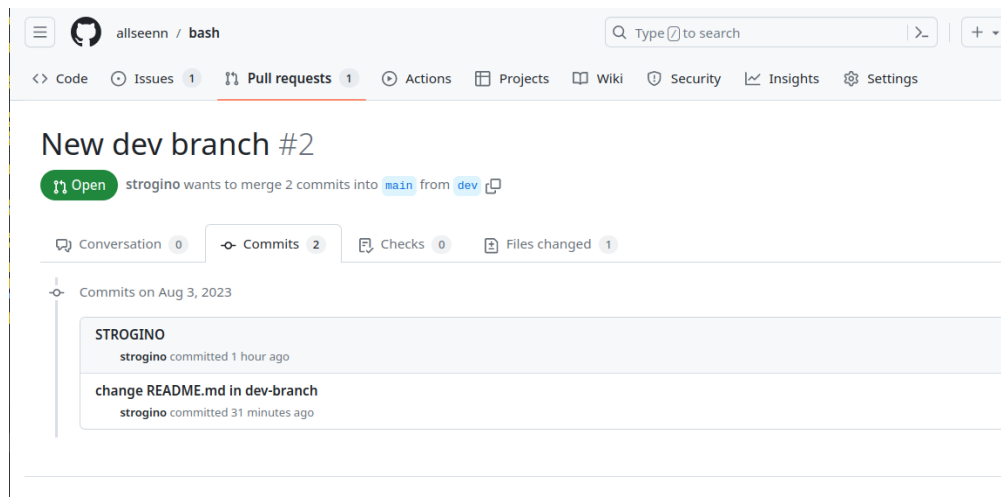 allseenn / bash
Type / to search
Code Issues 1 Pull requests 1 Actions Projects Wiki Security Insights Settings
New dev branch #2
Open strogino wants to merge 2 commits into main from dev
Conversation 0 Commits 2 Checks 0 Files changed 1
Commits on Aug 3, 2023
STROGINO
strogino committed 1 hour ago
change README.md in dev-branch
strogino committed 31 minutes ago